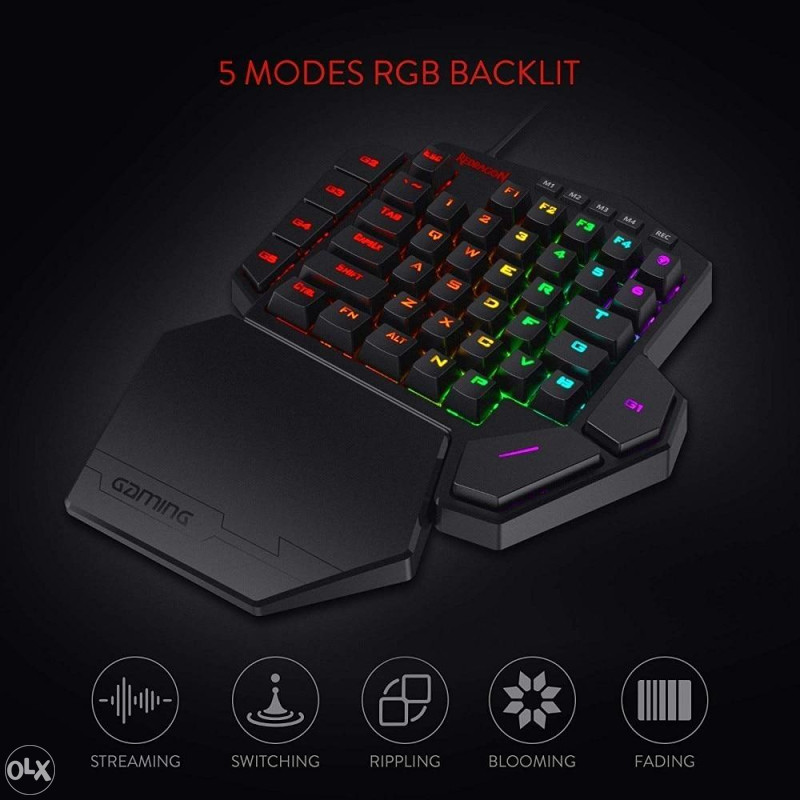 5 MODES RGB BACKLIT
REDRAGON
G2
G3
G4
G5
ESC
F1
F2
F3
F4
M1
M2
M3
M4
REC
1
2
3
4
5
6
TAB
Q
W
E
R
T
A
S
D
F
G
SHIFT
Z
X
C
V
CTRL
FN
ALT
N
P
G1
GAMING
STREAMING
SWITCHING
RIPPLING
BLOOMING
FADING
OLX